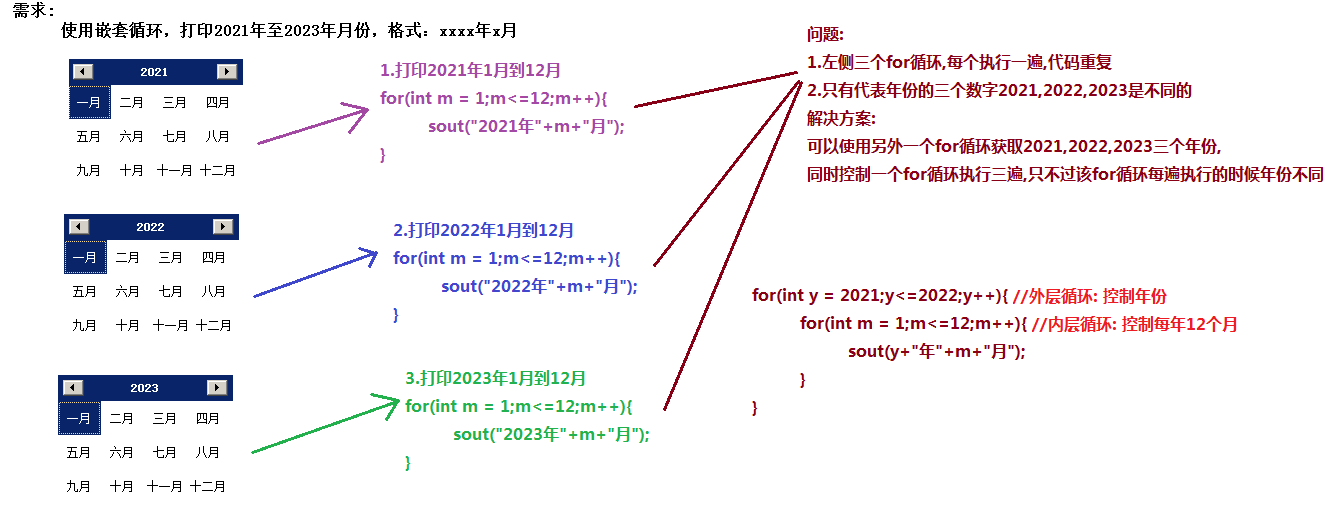 需求：
使用嵌套循环，打印2021年至2023年月份，格式：xxxx年x月
2021
一月 二月 三月 四月
五月 六月 七月 八月
九月 十月 十一月 十二月
1.打印2021年1月到12月
for(int m = 1;m<=12;m++){
sout("2021年"+m+"月");
}
2022
一月 二月 三月 四月
五月 六月 七月 八月
九月 十月 十一月 十二月
2.打印2022年1月到12月
for(int m = 1;m<=12;m++){
sout("2022年"+m+"月");
}
2023
一月 二月 三月 四月
五月 六月 七月 八月
九月 十月 十一月 十二月
3.打印2023年1月到12月
for(int m = 1;m<=12;m++){
sout("2023年"+m+"月");
}
问题:
1.左侧三个for循环,每个执行一遍,代码重复
2.只有代表年份的三个数字2021,2022,2023是不同的
解决方案:
可以使用另外一个for循环获取2021,2022,2023三个年份,
同时控制一个for循环执行三遍,只不过该for循环每遍执行的时候年份不同
for(int y = 2021;y<=2022;y++){ //外层循环: 控制年份
for(int m = 1;m<=12;m++){ //内层循环: 控制每年12个月
sout(y+"年"+m+"月");
}
}